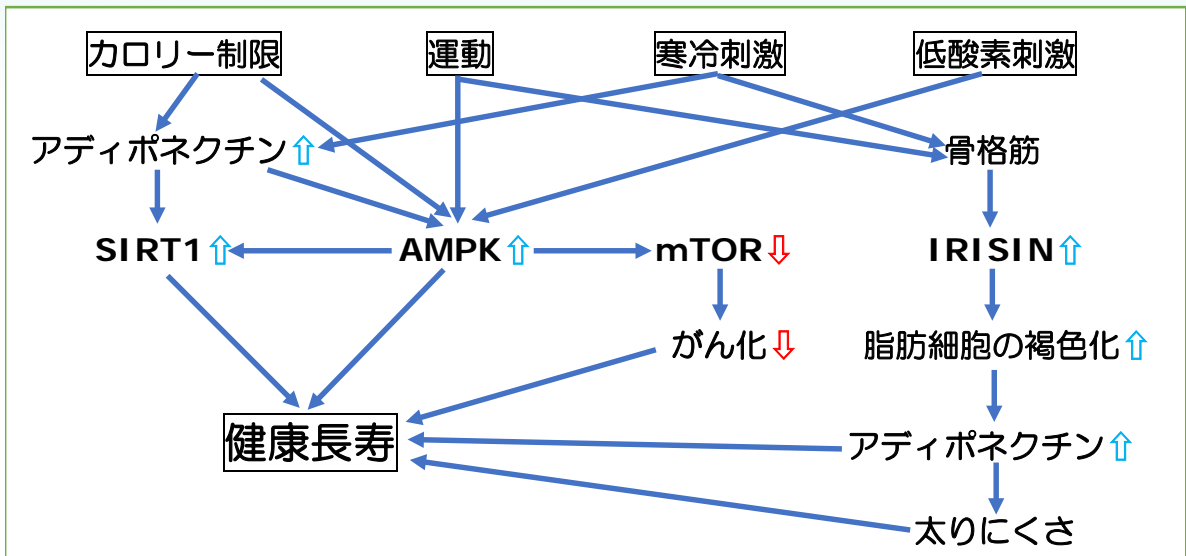 カロリー制限 運動 寒冷刺激 低酸素刺激
アディポネクチン⇧ 骨格筋
SIRT1⇧ AMPK⇧ mTOR⇩ IRISIN⇧
がん化⇩ 脂肪細胞の褐色化⇧
健康長寿 アディポネクチン⇧
太りにくさ